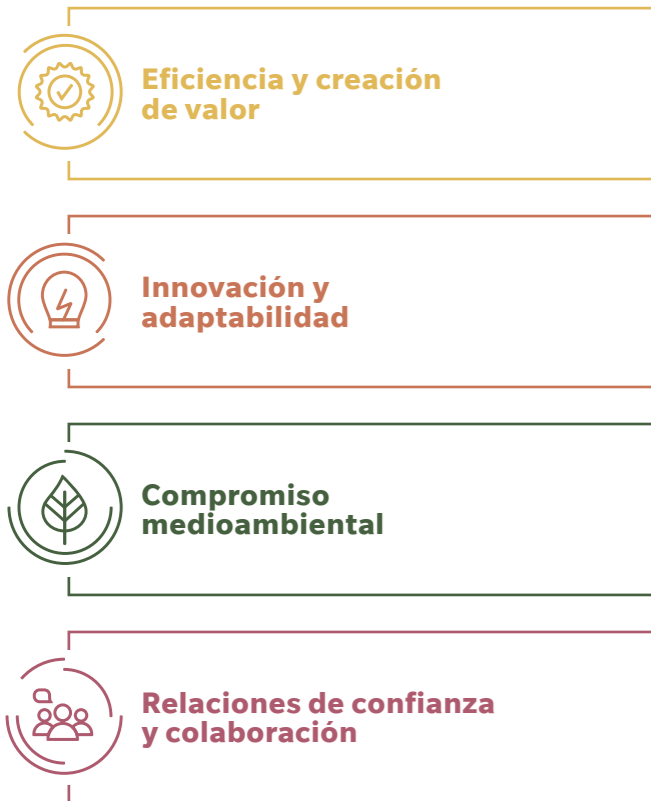 Eficiencia y creación
de valor
Innovación y
adaptabilidad
Compromiso
medioambiental
Relaciones de confianza
y colaboración